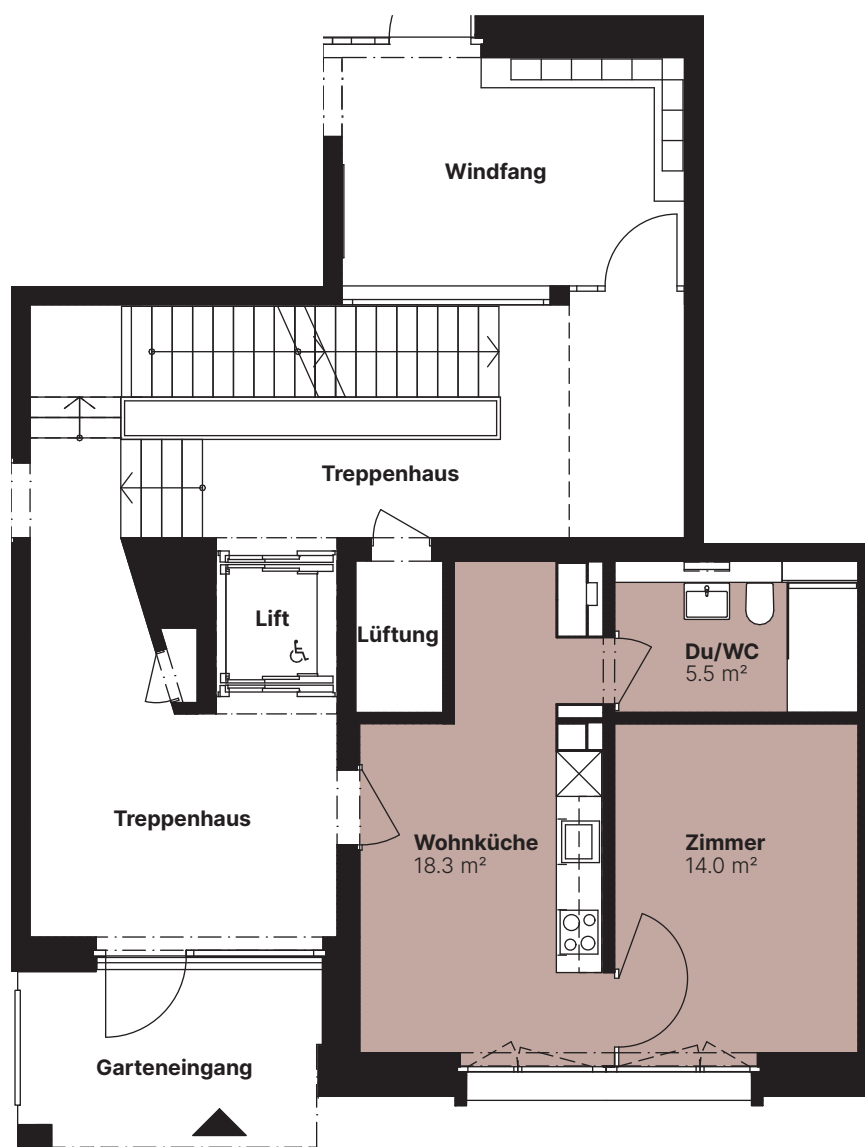 Windfang
Treppenhaus
Lift
Lüftung
Du/WC
5.5 m²
Treppenhaus
Wohnküche
18.3 m²
Zimmer
14.0 m²
Garteneingang